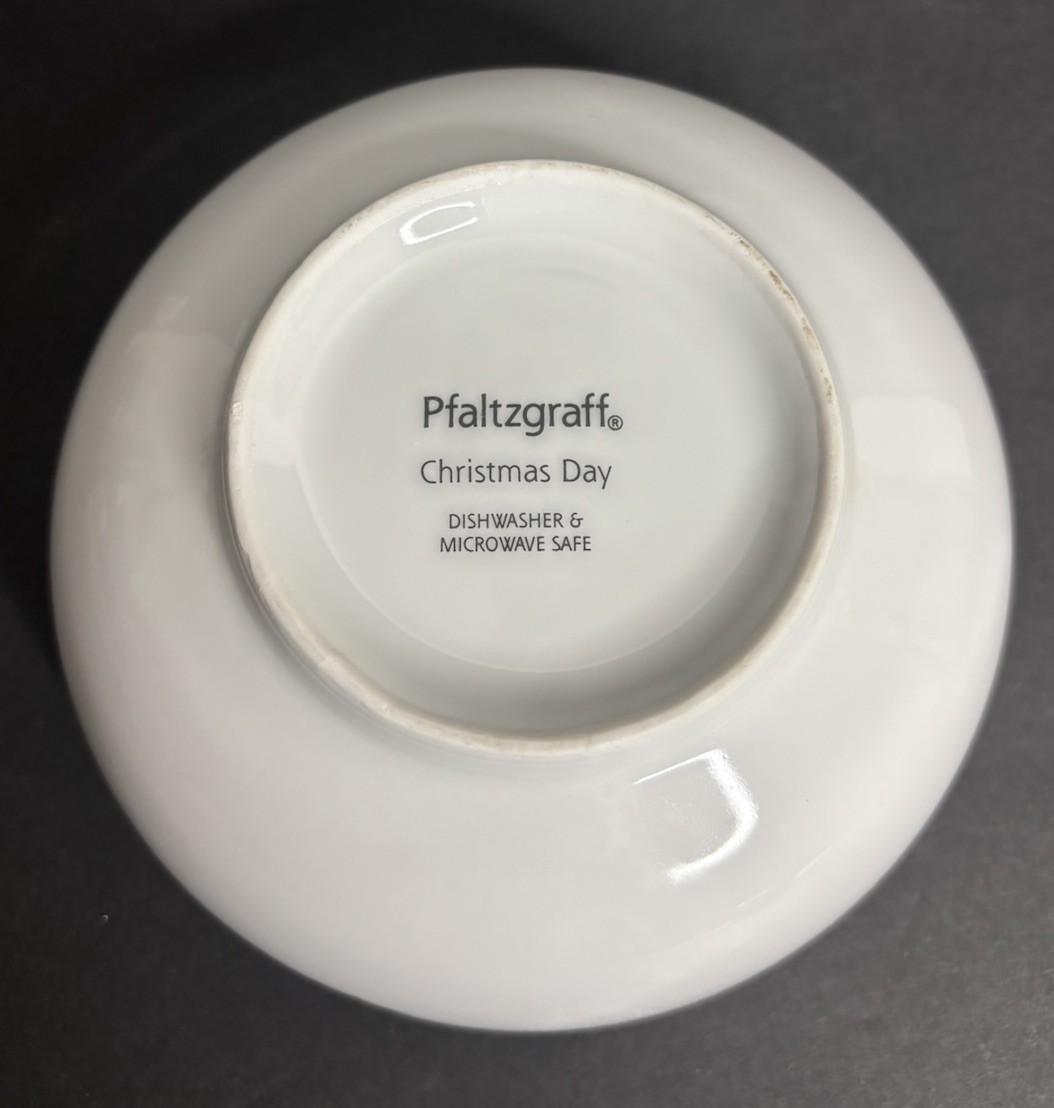 Pfaltzgraff®
Christmas Day
DISHWASHER &
MICROWAVE SAFE